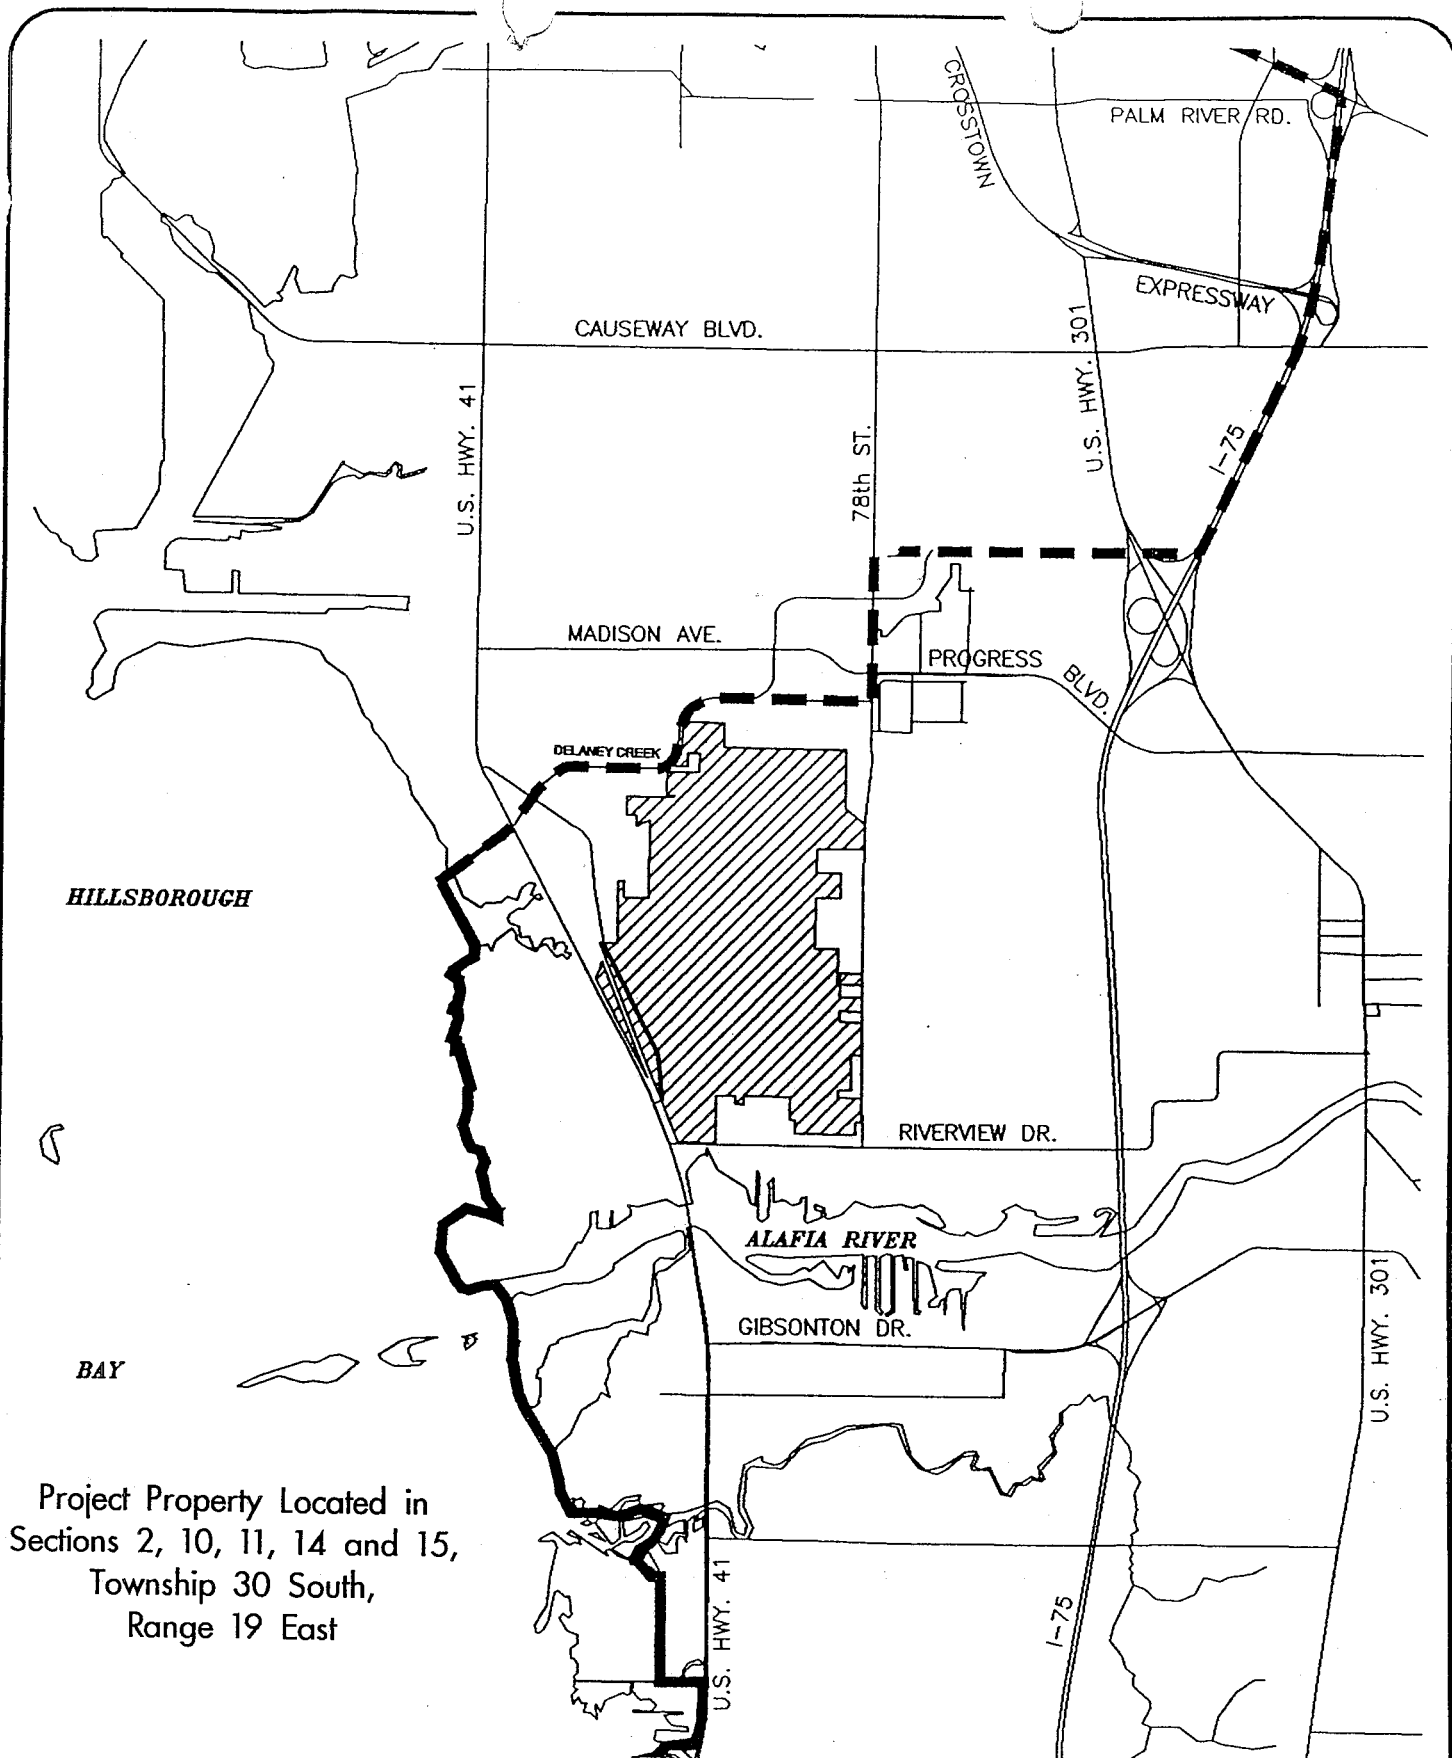 CROSSTOWN
PALM RIVER RD.
EXPRESSWAY
CAUSEWAY BLVD.
U.S. HWY. 301
U.S. HWY. 41
I-75
78th ST.
MADISON AVE.
PROGRESS
BLVD.
DELANEY CREEK
HILLSBOROUGH
RIVERVIEW DR.
ALAFIA RIVER
GIBSONTON DR.
U.S. HWY. 301
BAY
Project Property Located in
Sections 2, 10, 11, 14 and 15,
Township 30 South,
Range 19 East
U.S. HWY. 41
I-75